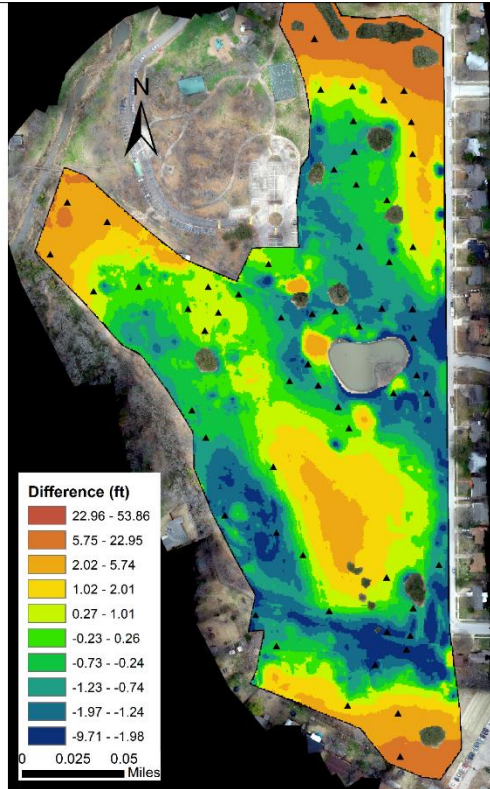 N
Difference (ft)
22.96 - 53.86
5.75 - 22.95
2.02 - 5.74
1.02 - 2.01
0.27 - 1.01
-0.23 - 0.26
-0.73 - -0.24
-1.23 - -0.74
-1.97 - -1.24
-9.71 - -1.98
0 0.025 0.05
Miles